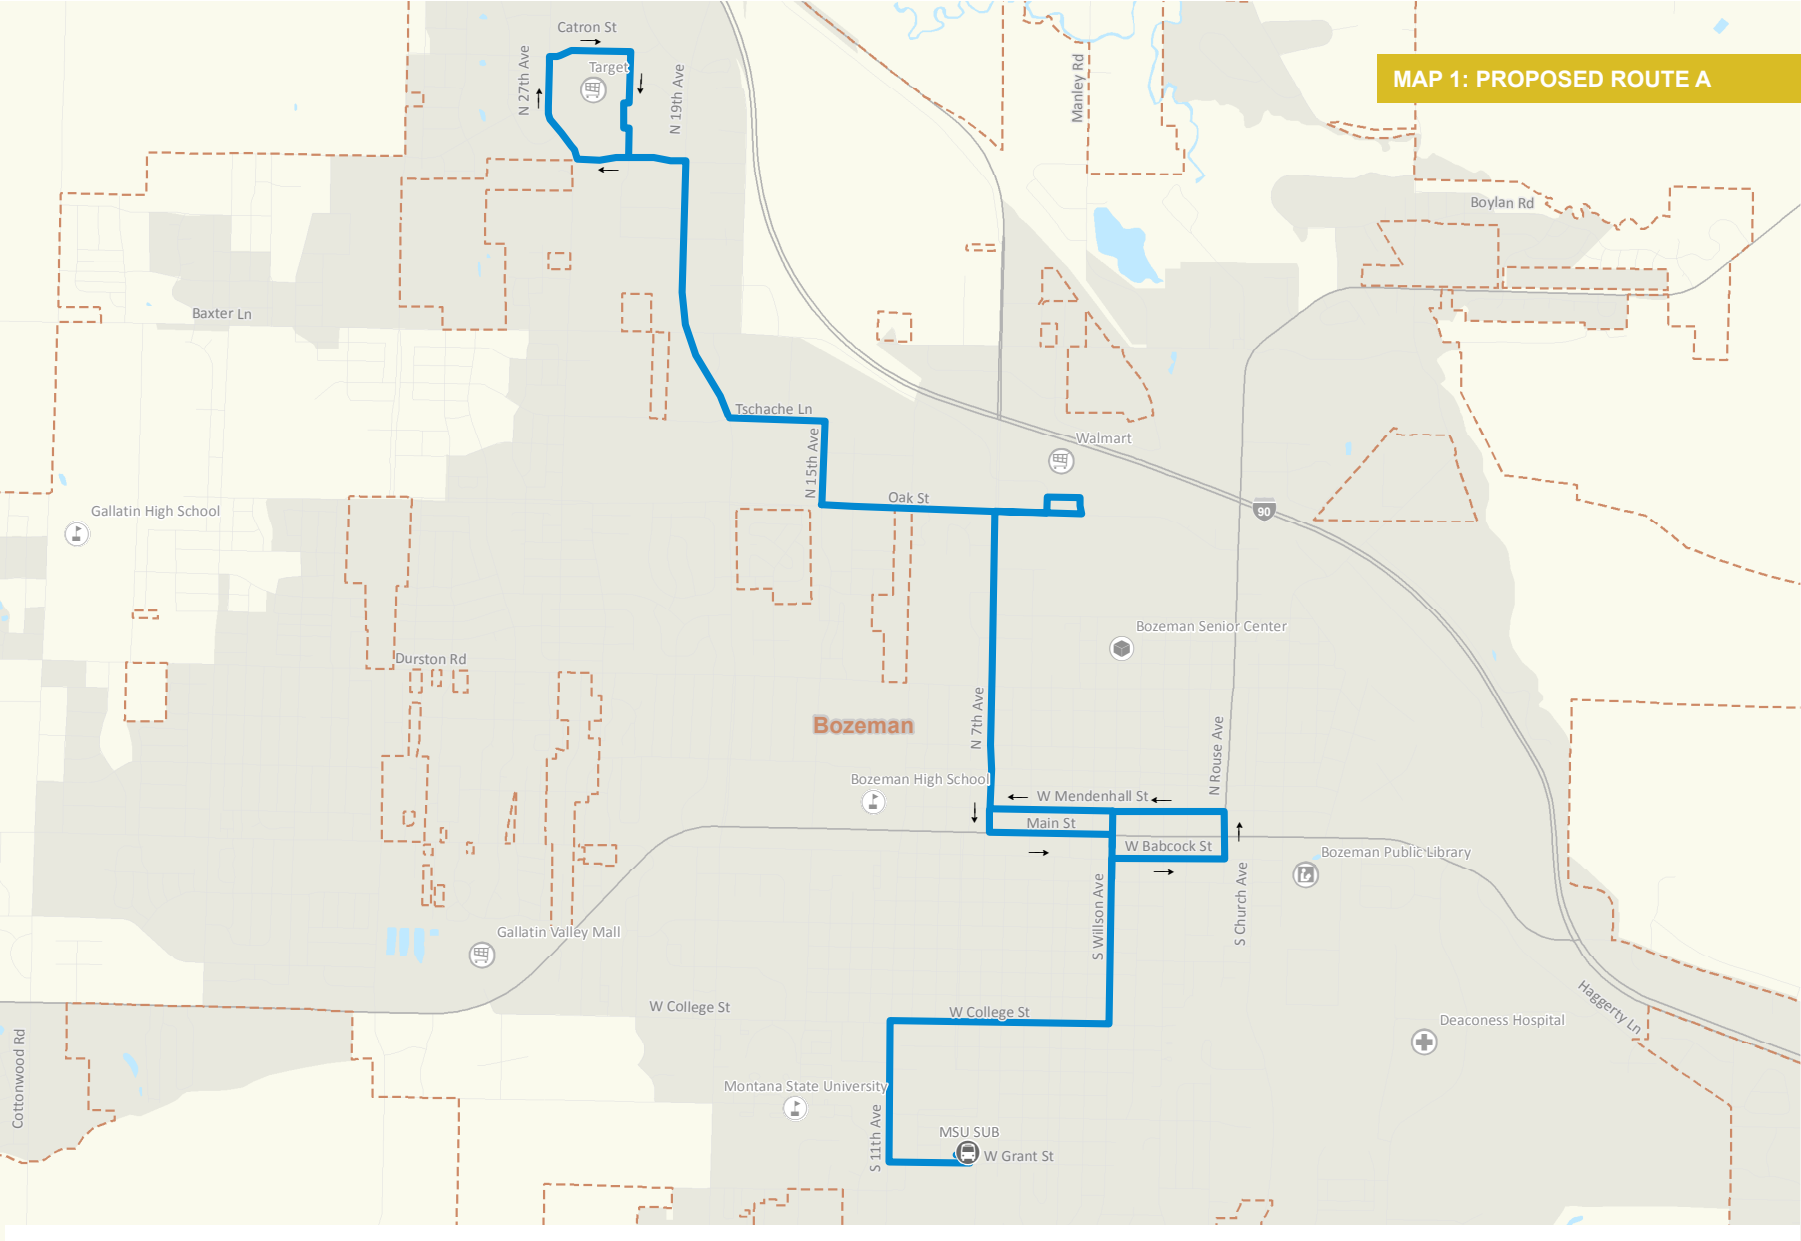 Catron St
MAP 1: PROPOSED ROUTE A
N 27th Ave
Target
N 19th Ave
Manley Rd
Boylan Rd
Baxter Ln
Tschache Ln
N 15th Ave
Walmart
Oak St
Gallatin High School
90
Bozeman Senior Center
Durston Rd
N 7th Ave
Bozeman
N Rouse Ave
Bozeman High School
W Mendenhall St
Main St
W Babcock St
Bozeman Public Library
S Willson Ave
S Church Ave
Gallatin Valley Mall
W College St
W College St
Haggerty Ln
Deaconess Hospital
Cottonwood Rd
Montana State University
S 11th Ave
MSU SUB
W Grant St